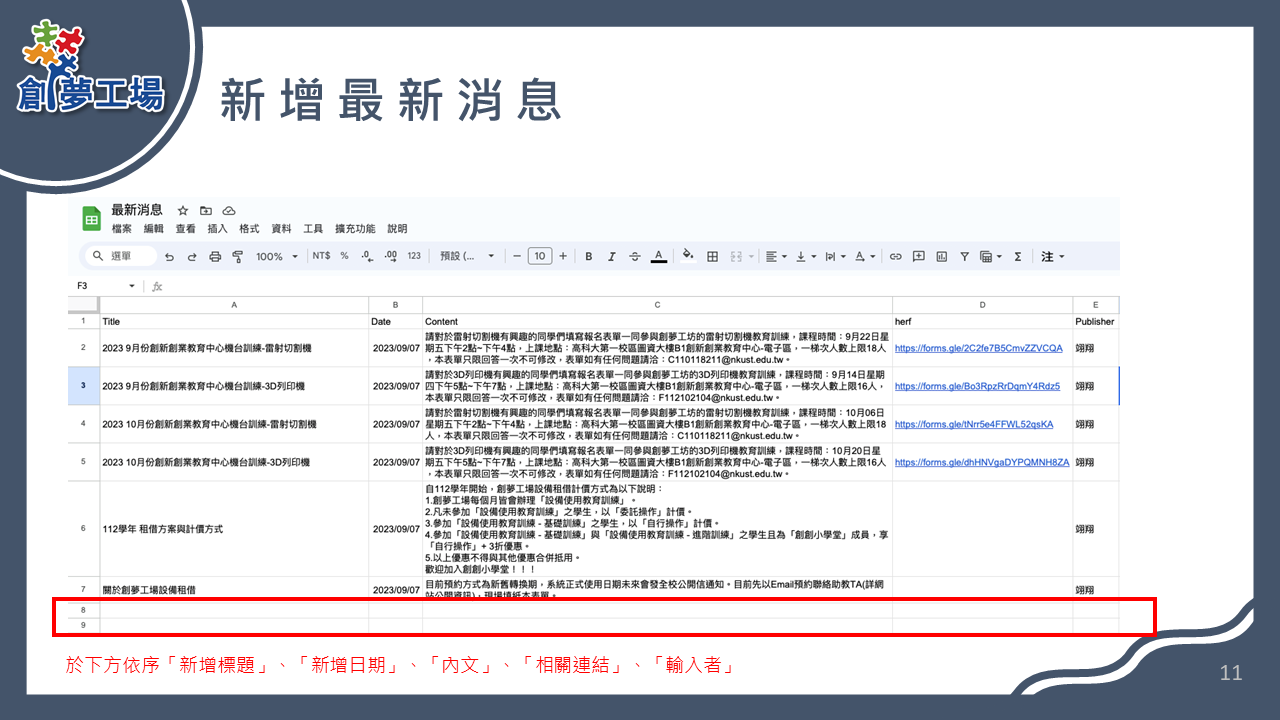 創夢工場
新增最新消息
最新消息
檔案 編輯 查看 插入 格式 資料 工具 擴充功能 說明
選單 100% NT$ % .0 .00 123 預設 (... 10 B I A Σ 注
F3 fx
A B C D E
1 Title Date Content herf Publisher
請對於雷射切割機有興趣的同學們填寫報名表單一同參與創夢工坊的雷射切割機教育訓練，課程時間：9月22日星
2 2023 9月份創新創業教育中心機台訓練-雷射切割機 2023/09/07 期五下午2點~下午4點，上課地點：高科大第一校區圖資大樓B1創新創業教育中心-電子區，一梯次人數上限18人 https://forms.gle/2C2fe7B5CmvZZVCQA 翊翔
，本表單只限回答一次不可修改，表單如有任何問題請洽：C110118211@nkust.edu.tw。
請對於3D列印機有興趣的同學們填寫報名表單一同參與創夢工坊的3D列印機教育訓練，課程時間：9月14日星期
3 2023 9月份創新創業教育中心機台訓練-3D列印機 2023/09/07 四下午5點~下午7點，上課地點：高科大第一校區圖資大樓B1創新創業教育中心-電子區，一梯次人數上限16人， https://forms.gle/Bo3RpzRrDqmY4Rdz5 翊翔
本表單只限回答一次不可修改，表單如有任何問題請洽：F112102104@nkust.edu.tw。
請對於雷射切割機有興趣的同學們填寫報名表單一同參與創夢工坊的雷射切割機教育訓練，課程時間：10月06日
4 2023 10月份創新創業教育中心機台訓練-雷射切割機 2023/09/07 星期五下午2點~下午4點，上課地點：高科大第一校區圖資大樓B1創新創業教育中心-電子區，一梯次人數上限18 https://forms.gle/tNrr5e4FFWL52qsKA 翊翔
人，本表單只限回答一次不可修改，表單如有任何問題請洽：C110118211@nkust.edu.tw。
請對於3D列印機有興趣的同學們填寫報名表單一同參與創夢工坊的3D列印機教育訓練，課程時間：10月20日星
5 2023 10月份創新創業教育中心機台訓練-3D列印機 2023/09/07 期五下午5點~下午7點，上課地點：高科大第一校區圖資大樓B1創新創業教育中心-電子區，一梯次人數上限16人 https://forms.gle/dhHNVgaDYPQMNH8ZA 翊翔
，本表單只限回答一次不可修改，表單如有任何問題請洽：F112102104@nkust.edu.tw。
自112學年開始，創夢工場設備租借計價方式為以下說明：
1.創夢工場每個月皆會辦理「設備使用教育訓練」。
2.凡未參加「設備使用教育訓練」之學生，以「委託操作」計價。
3.參加「設備使用教育訓練 - 基礎訓練」之學生，以「自行操作」計價。
6 112學年 租借方案與計價方式 2023/09/07 4.參加「設備使用教育訓練 - 基礎訓練」與「設備使用教育訓練 - 進階訓練」之學生且為「創創小學堂」成員，享 翊翔
「自行操作」+ 3折優惠。
5.以上優惠不得與其他優惠合併抵用。
歡迎加入創創小學堂！！！
目前預約方式為新舊轉換期，系統正式使用日期未來會發全校公開信通知。目前先以Email預約聯絡助教TA(詳網
7 關於創夢工場設備租借 2023/09/07 站公開資訊)，現場填紙本表單。 翊翔
8
9
於下方依序「新增標題」、「新增日期」、「內文」、「相關連結」、「輸入者」
11